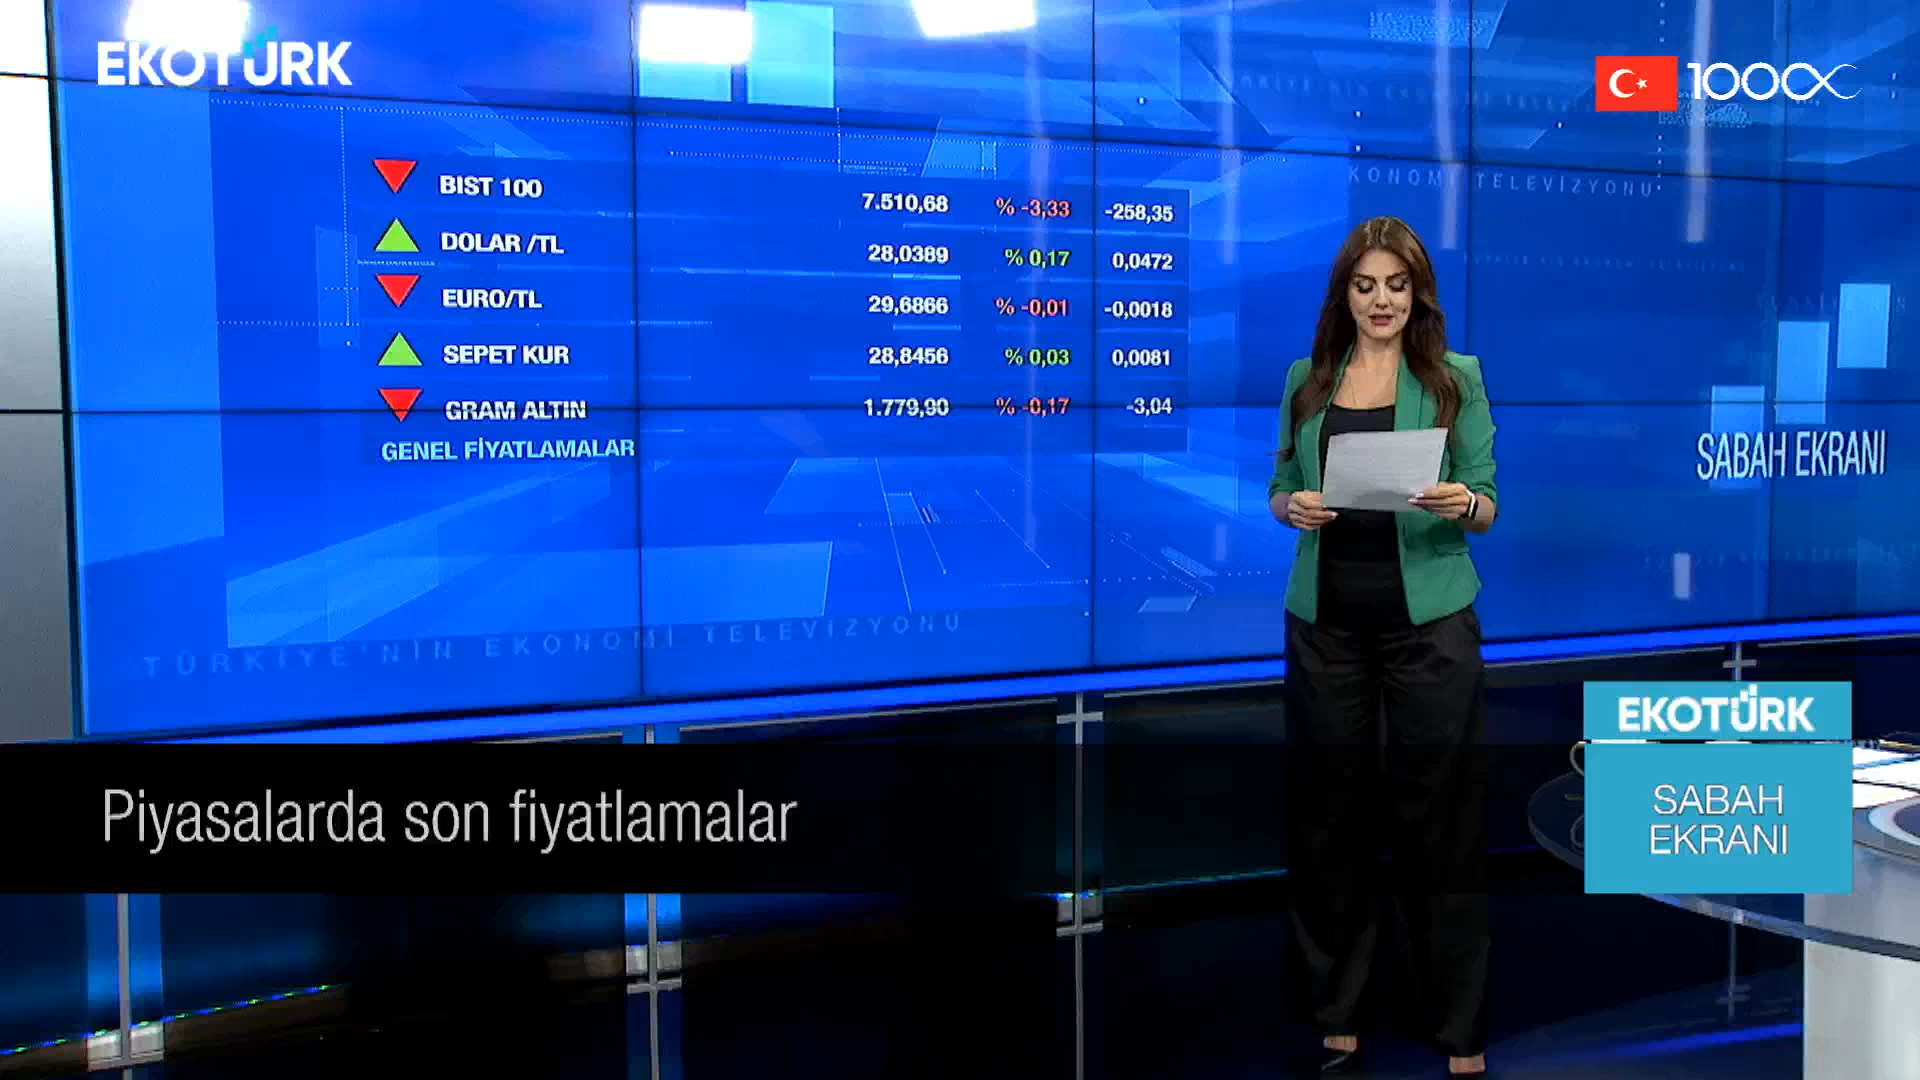 EKOTÜRK
100
KONOMİ TELEVİZYONU
BIST 100 7.510,68 % -3,33 -258,35
DOLAR /TL 28,0389 % 0,17 0,0472
EURO/TL 29,6866 % -0,01 -0,0018
SEPET KUR 28,8456 % 0,03 0,0081
GRAM ALTIN 1.779,90 % -0,17 -3,04
GENEL FİYATLAMALAR
SABAH EKRANI
TÜRKİYE'NİN EKONOMİ TELEVİZYONU
EKOTÜRK
Piyasalarda son fiyatlamalar
SABAH
EKRANI